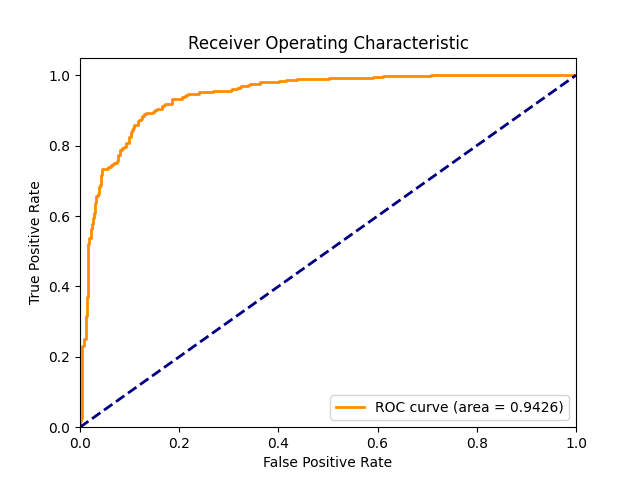 Receiver Operating Characteristic
True Positive Rate
1.0
0.8
0.6
0.4
0.2
0.0
ROC curve (area = 0.9426)
0.0 0.2 0.4 0.6 0.8 1.0
False Positive Rate